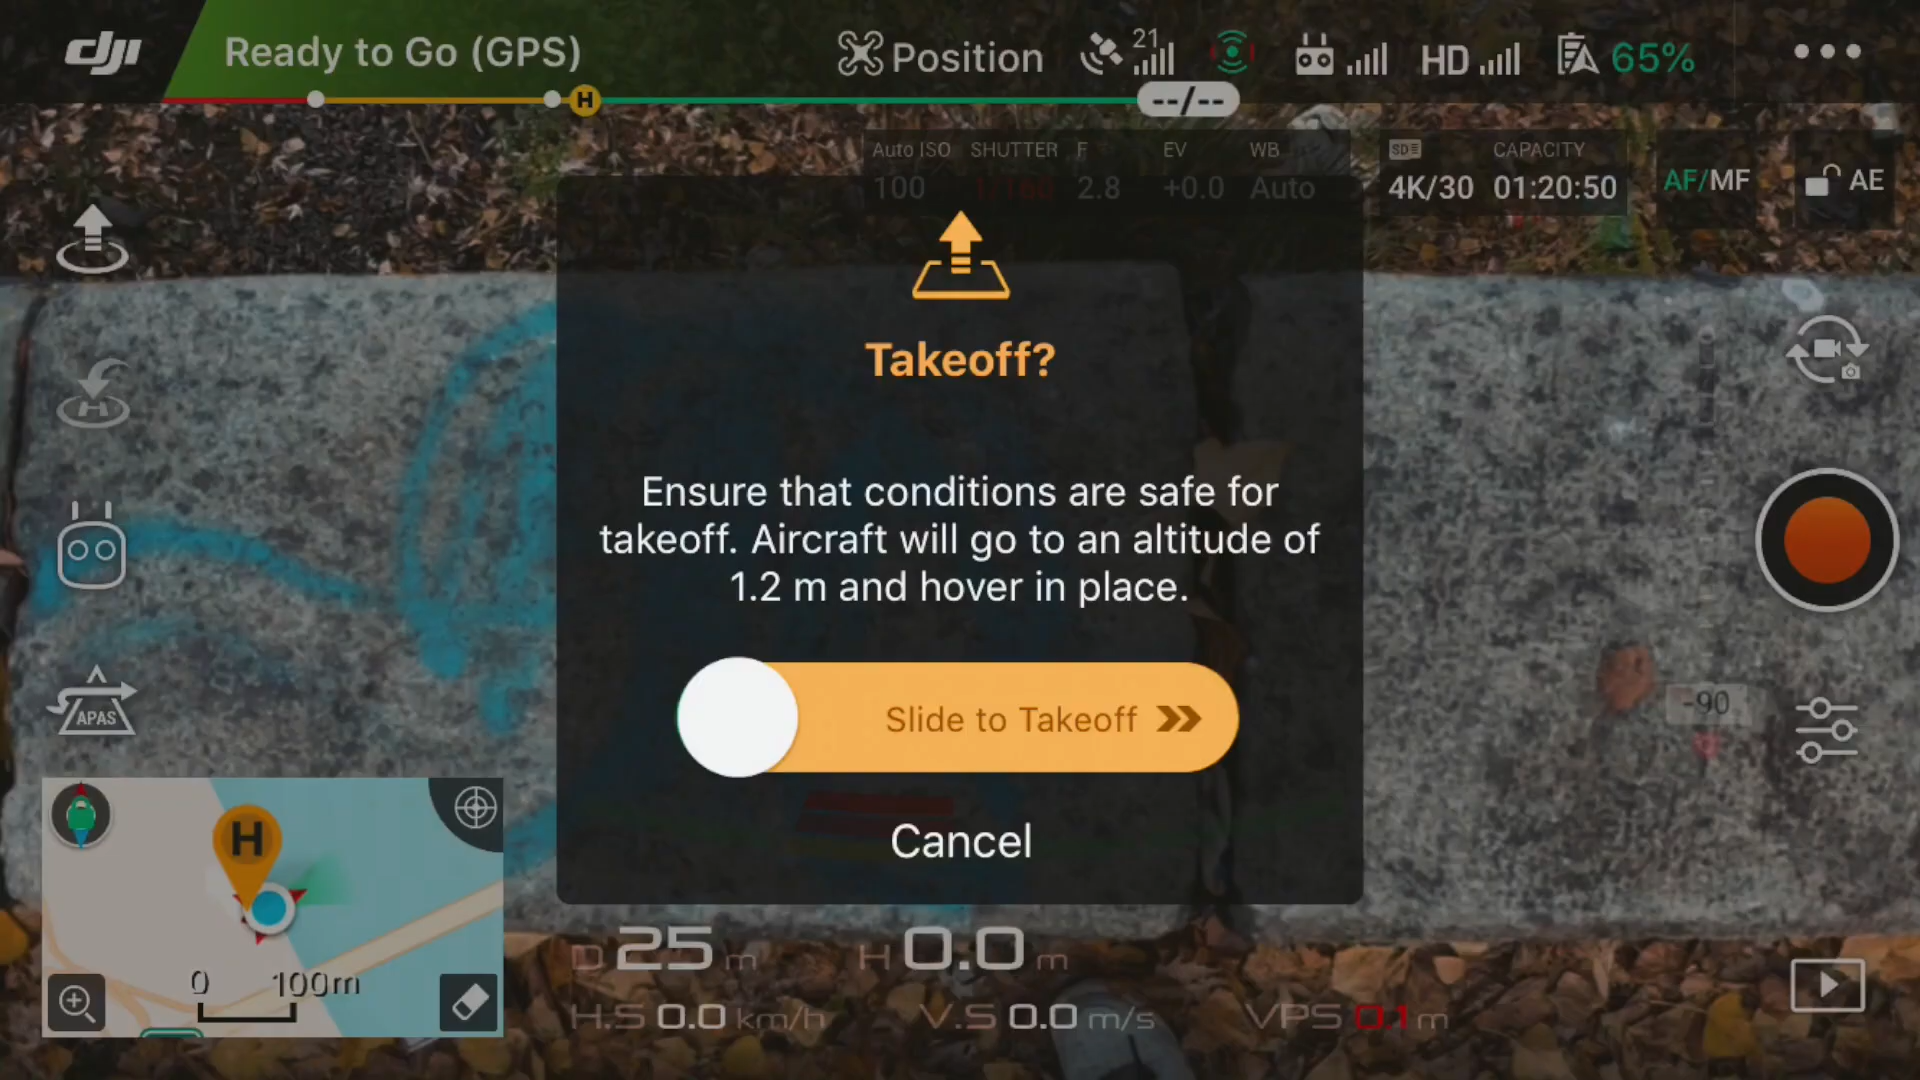 dji
Ready to Go (GPS)
Position
21
HD
65%
H
--/--
Auto ISO
100
SHUTTER
1/160
F
2.8
EV
+0.0
WB
Auto
SD
4K/30
CAPACITY
01:20:50
AF/MF
AE
H
APAS
Takeoff?
Ensure that conditions are safe for
takeoff. Aircraft will go to an altitude of
1.2 m and hover in place.
Slide to Takeoff
Cancel
-90
H
0 100m
D 25 m
H 0.0 m
H.S 0.0 km/h
V.S 0.0 m/s
VPS 0.1 m